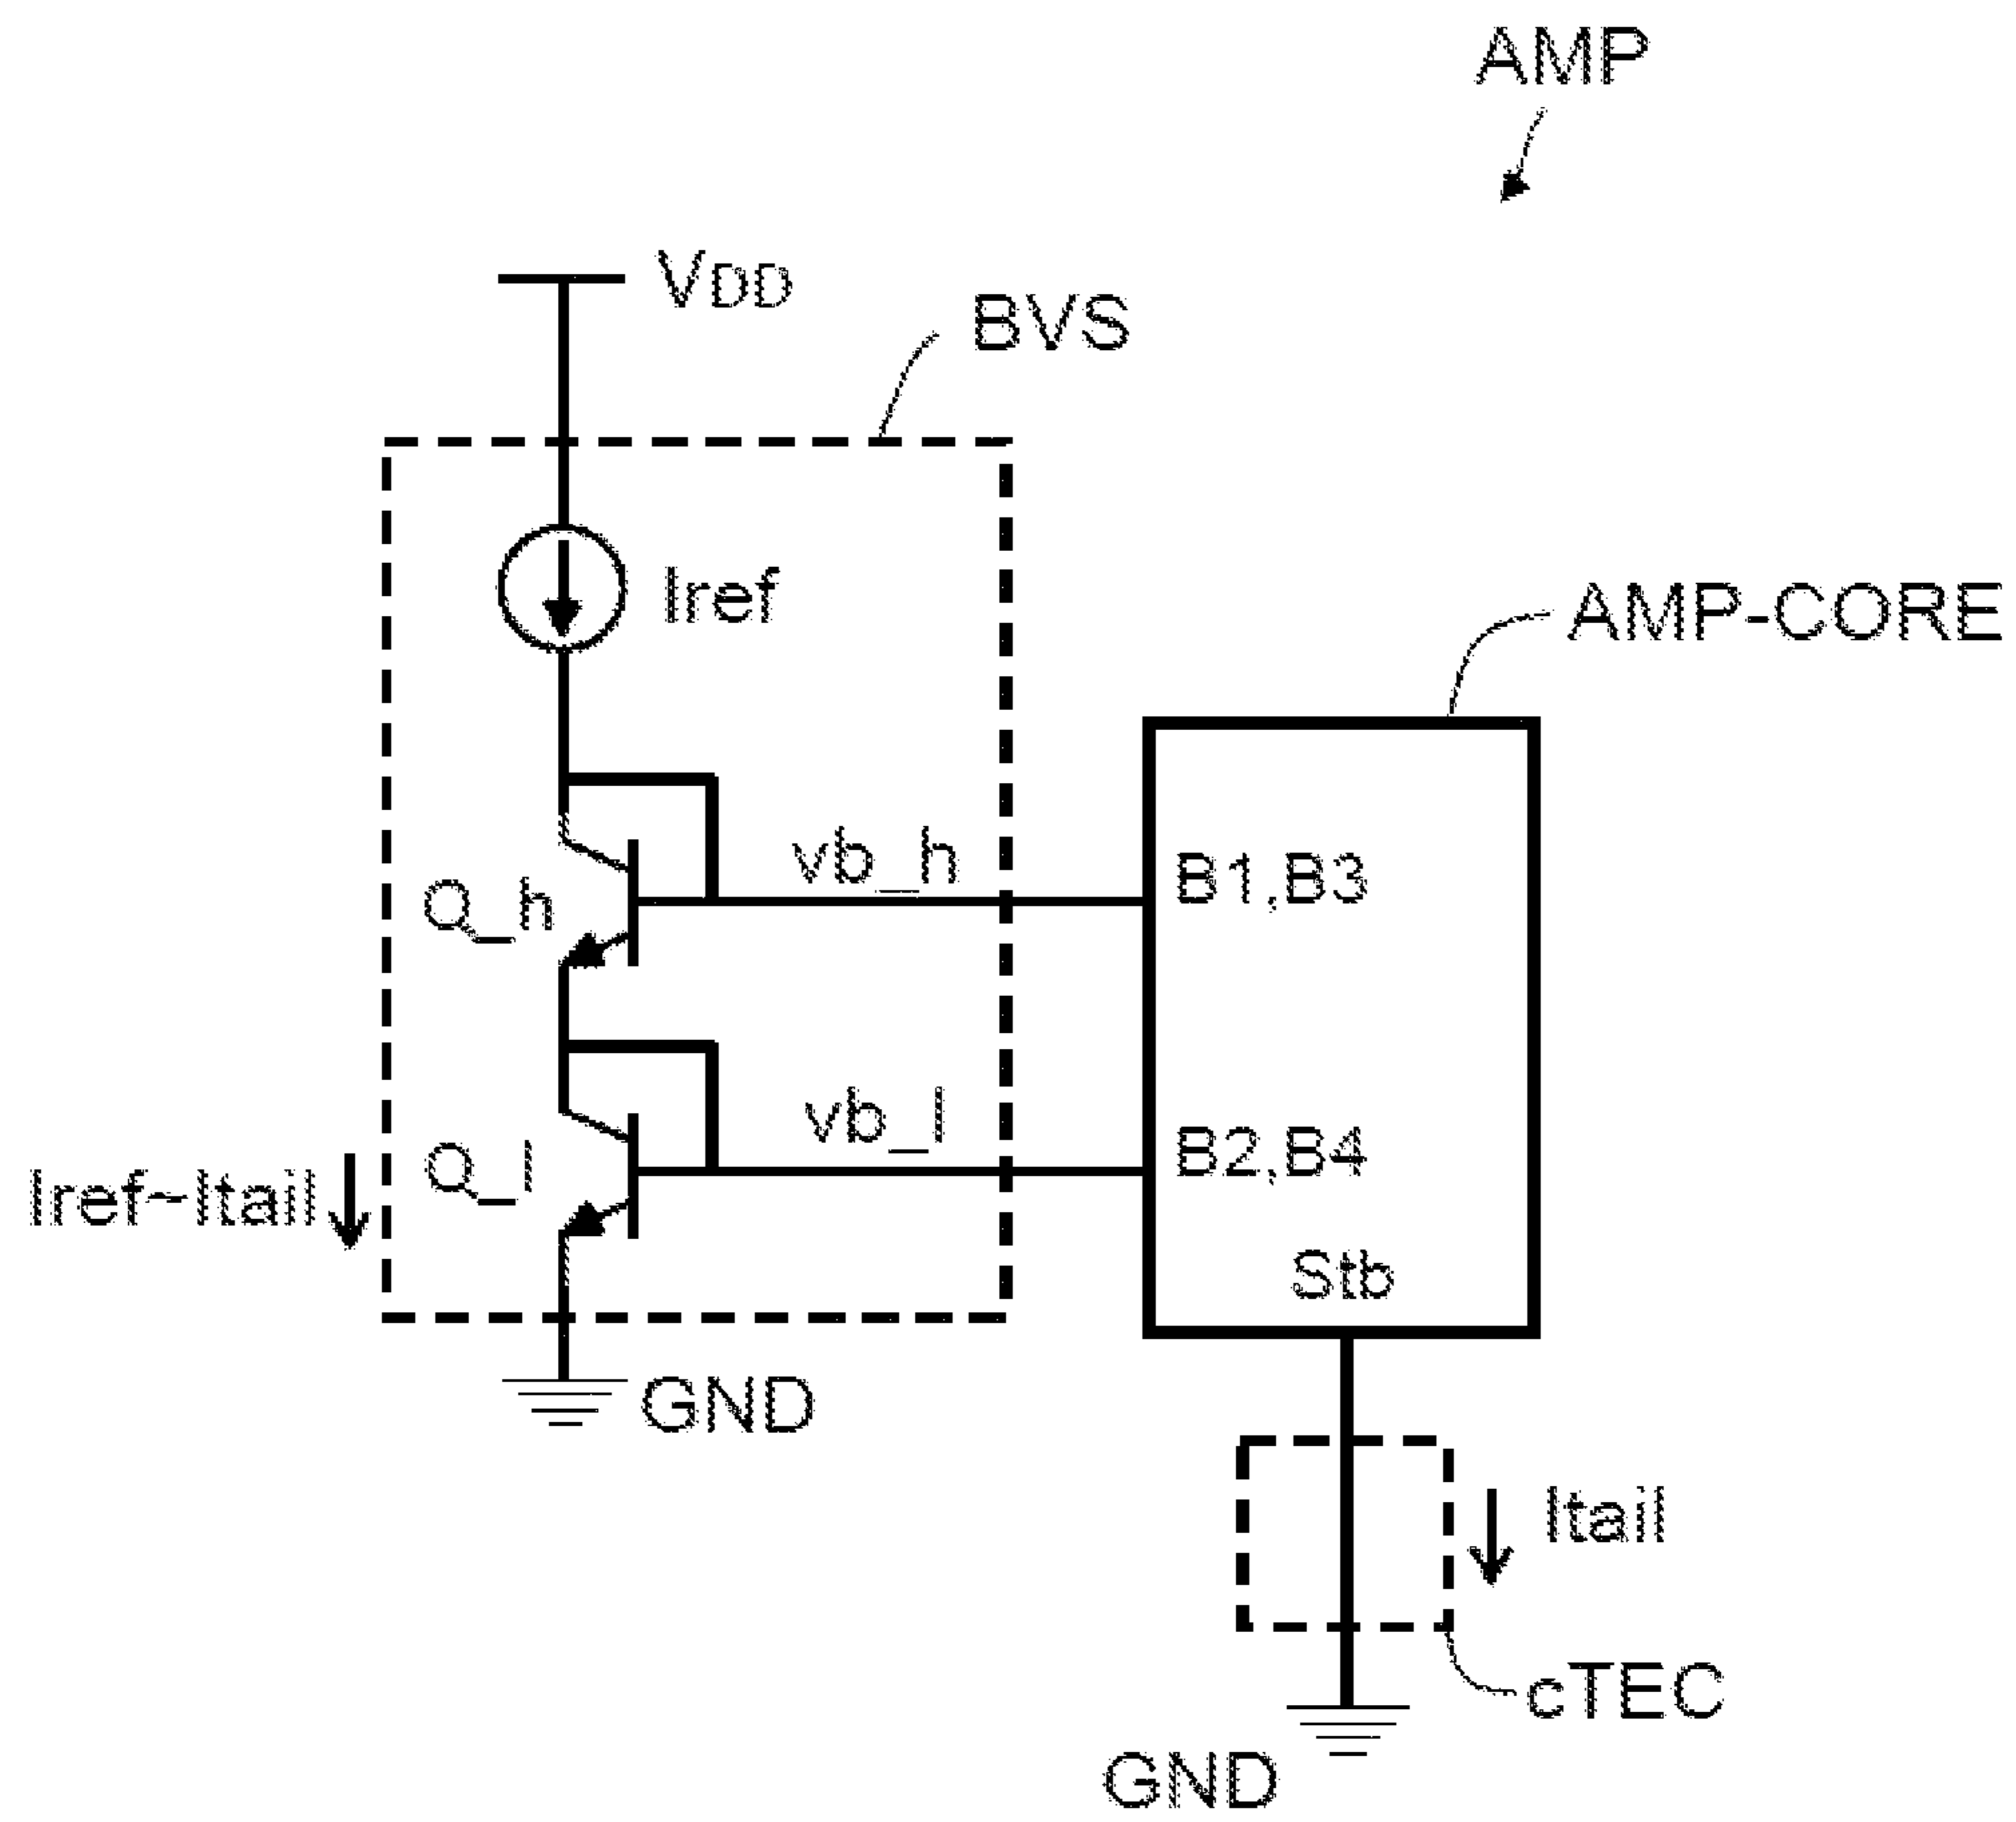 AMP
VDD
BVS
Iref
AMP-CORE
vb_h
B1,B3
Q_h
vb_l
B2,B4
Q_l
Iref-Itail
Stb
GND
Itail
cTEC
GND